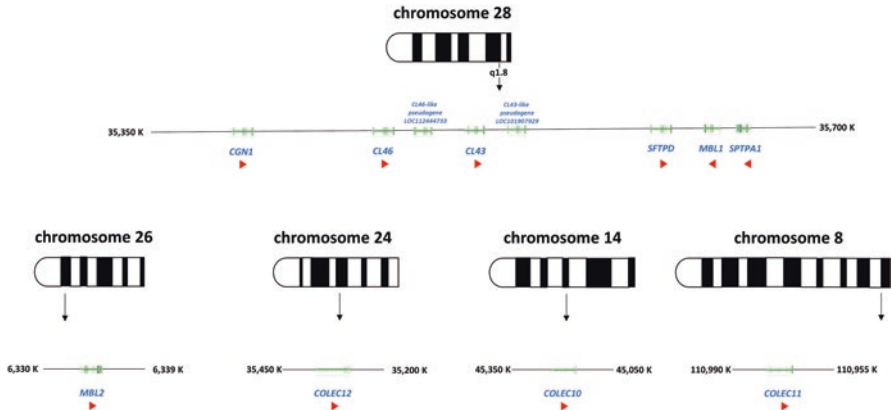 chromosome 28
q1.8
CL46-like
pseudogene
LOC112444733
CL43-like
pseudogene
LOC101907929
35,350 K
35,700 K
CGN1
CL46
CL43
SFTPD
MBL1
SPTPA1
chromosome 26
chromosome 24
chromosome 14
chromosome 8
6,330 K
6,339 K
35,450 K
35,200 K
45,350 K
45,050 K
110,990 K
110,955 K
MBL2
COLEC12
COLEC10
COLEC11